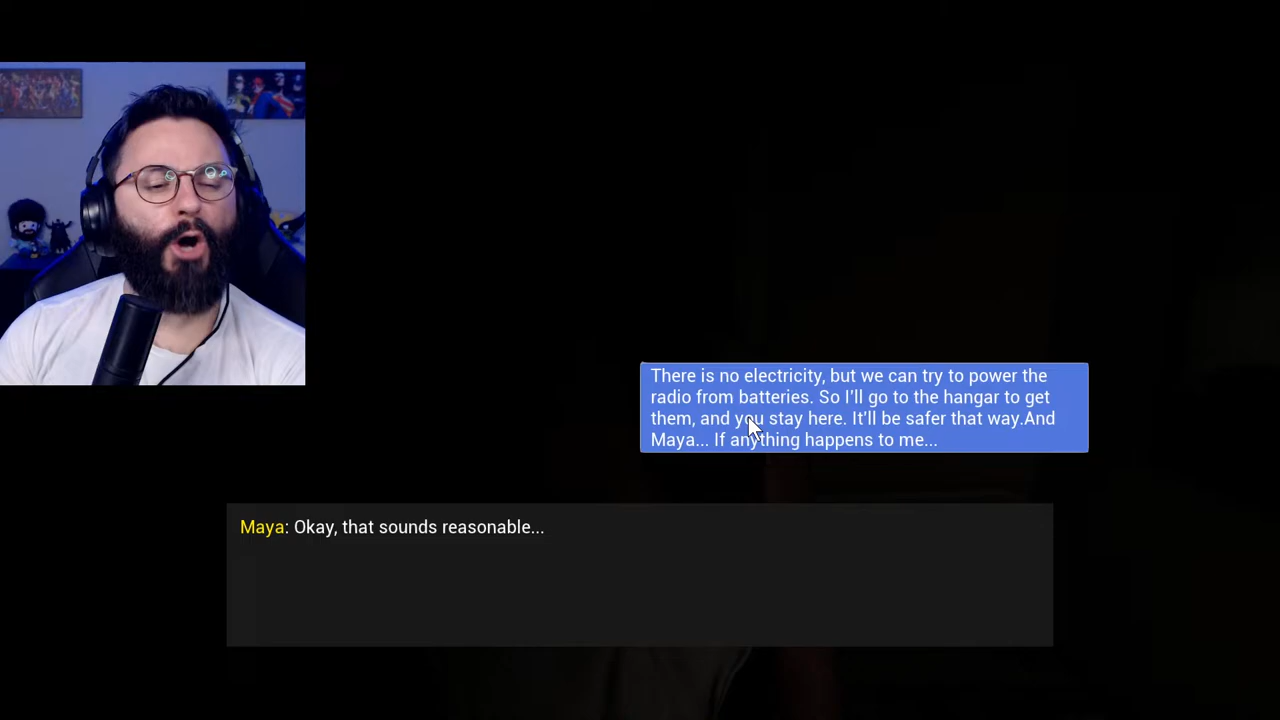 There is no electricity, but we can try to power the
radio from batteries. So I'll go to the hangar to get
them, and you stay here. It'll be safer that way.And
Maya... If anything happens to me...
Maya: Okay, that sounds reasonable...